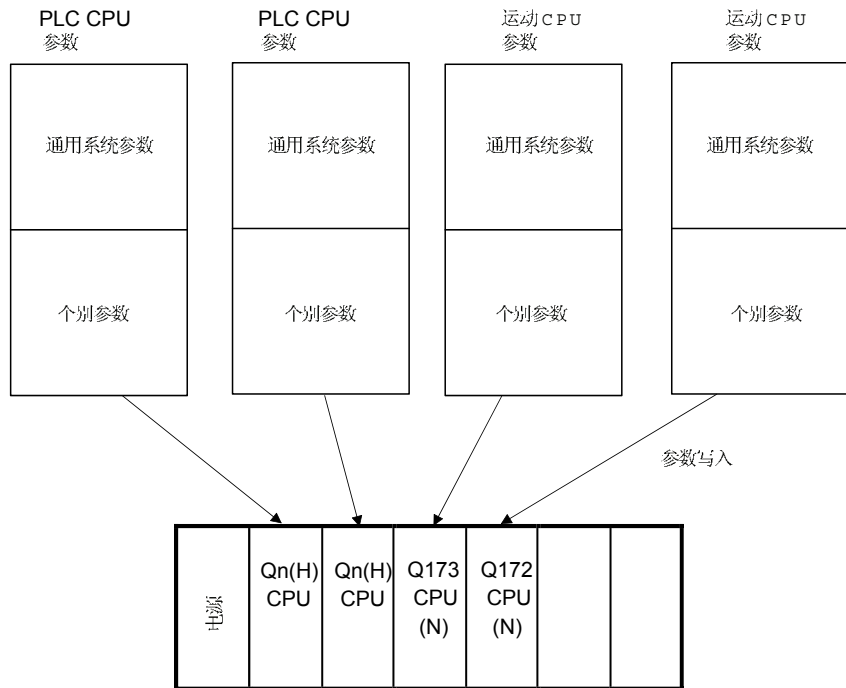 PLC CPU
参数
PLC CPU
参数
运动CPU
参数
运动CPU
参数
通用系统参数
通用系统参数
通用系统参数
通用系统参数
个别参数
个别参数
个别参数
个别参数
参数写入
电源
Qn(H)
CPU
Qn(H)
CPU
Q173
CPU
(N)
Q172
CPU
(N)